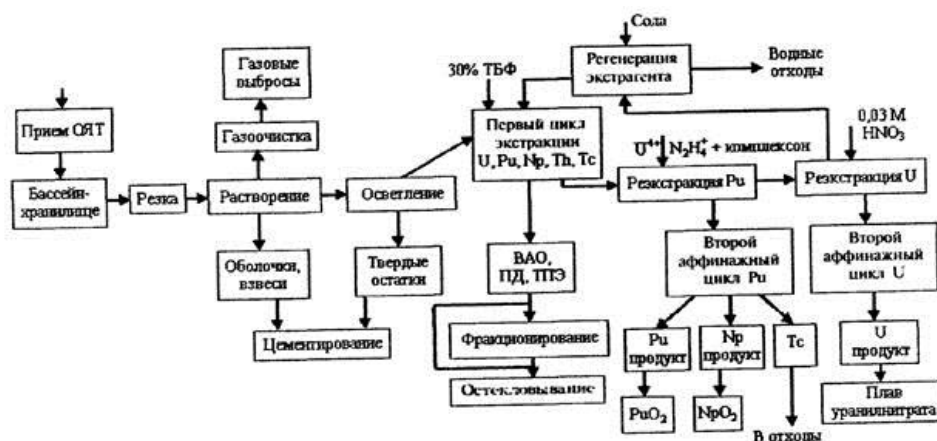 Сода
Газовые
выбросы
Регенерация
экстрагента
Водные
отходы
30% ТБФ
Прием ОЯТ
Газоочистка
Первый цикл
экстракции
U, Pu, Np, Th, Tc
0,03 М
HNO₃
U⁴⁺ N₂H₄⁺ + комплексон
Бассейн-
хранилище
Резка
Растворение
Осветление
Реэкстракция Pu
Реэкстракция U
Оболочки,
взвеси
Твердые
остатки
ВАО,
ПД, ТПЭ
Второй
аффинажный
цикл Pu
Второй
аффинажный
цикл U
Цементирование
Фракционирование
Pu
продукт
Np
продукт
Tc
U
продукт
Остекловывание
PuO₂
NpO₂
В отходы
Плав
уранилнитрата